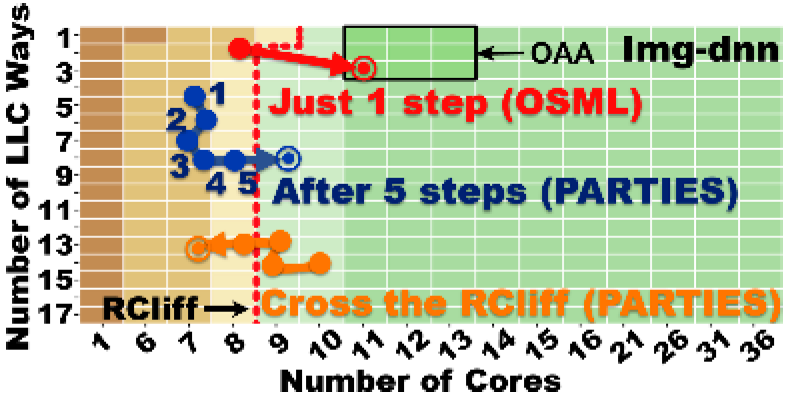 Number of LLC Ways
1
3
5
7
9
11
13
15
17
OAA
Img-dnn
Just 1 step (OSML)
1
2
3
4 5
After 5 steps (PARTIES)
RCliff
Cross the RCliff (PARTIES)
1 6 7 8 9 10 11 12 13 14 15 16 21 26 31 36
Number of Cores